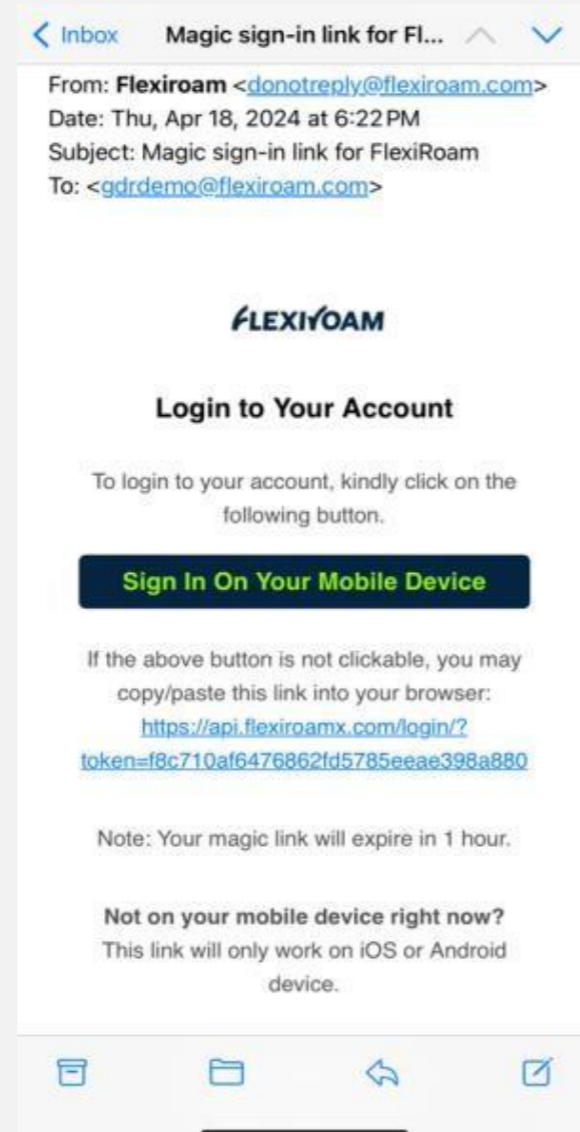 Inbox Magic sign-in link for Fl...
From: Flexiroam <donotreply@flexiroam.com>
Date: Thu, Apr 18, 2024 at 6:22 PM
Subject: Magic sign-in link for FlexiRoam
To: <gdrdemo@flexiroam.com>
FLEXIROAM
Login to Your Account
To login to your account, kindly click on the
following button.
Sign In On Your Mobile Device
If the above button is not clickable, you may
copy/paste this link into your browser:
https://api.flexiroamx.com/login/?
token=f8c710af6476862fd5785eeae398a880
Note: Your magic link will expire in 1 hour.
Not on your mobile device right now?
This link will only work on iOS or Android
device.